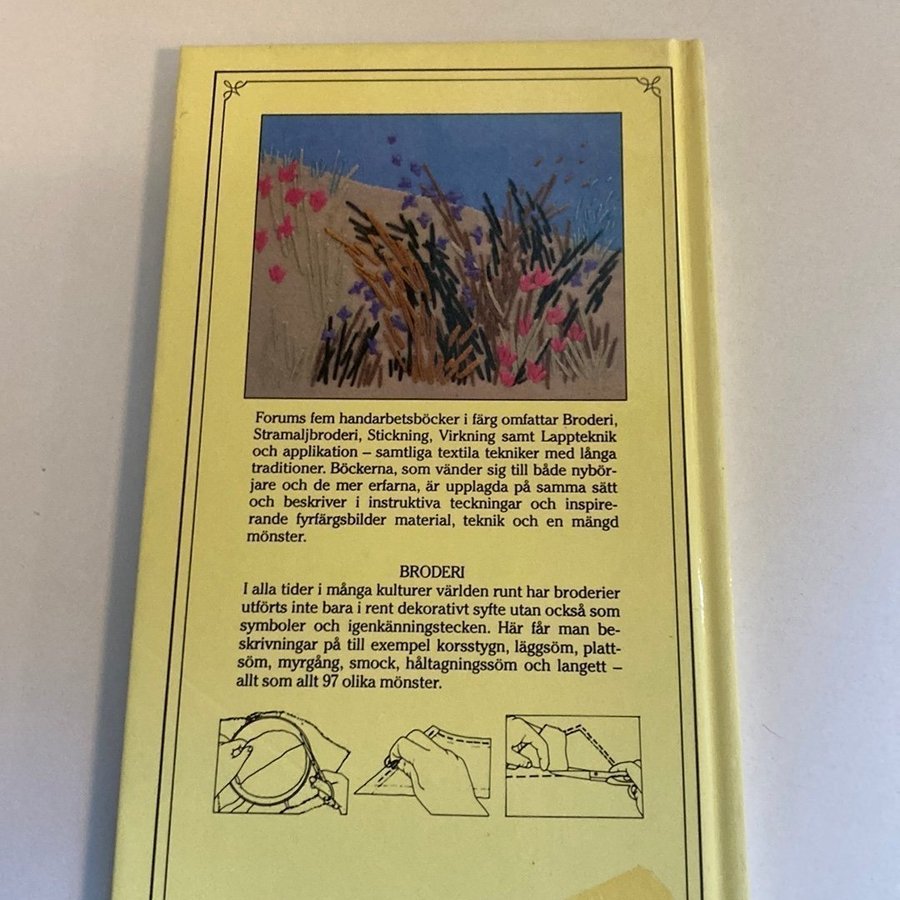 Forums fem handarbetsböcker i färg omfattar Broderi,
Stramaljbroderi, Stickning, Virkning samt Lappteknik
och applikation – samtliga textila tekniker med långa
traditioner. Böckerna, som vänder sig till både nybör-
jare och de mer erfarna, är upplagda på samma sätt
och beskriver i instruktiva teckningar och inspire-
rande fyrfärgsbilder material, teknik och en mängd
mönster.
BRODERI
I alla tider i många kulturer världen runt har broderier
utförts inte bara i rent dekorativt syfte utan också som
symboler och igenkänningstecken. Här får man be-
skrivningar på till exempel korsstygn, läggsöm, platt-
söm, myrgång, smock, håltagningssöm och langett –
allt som allt 97 olika mönster.